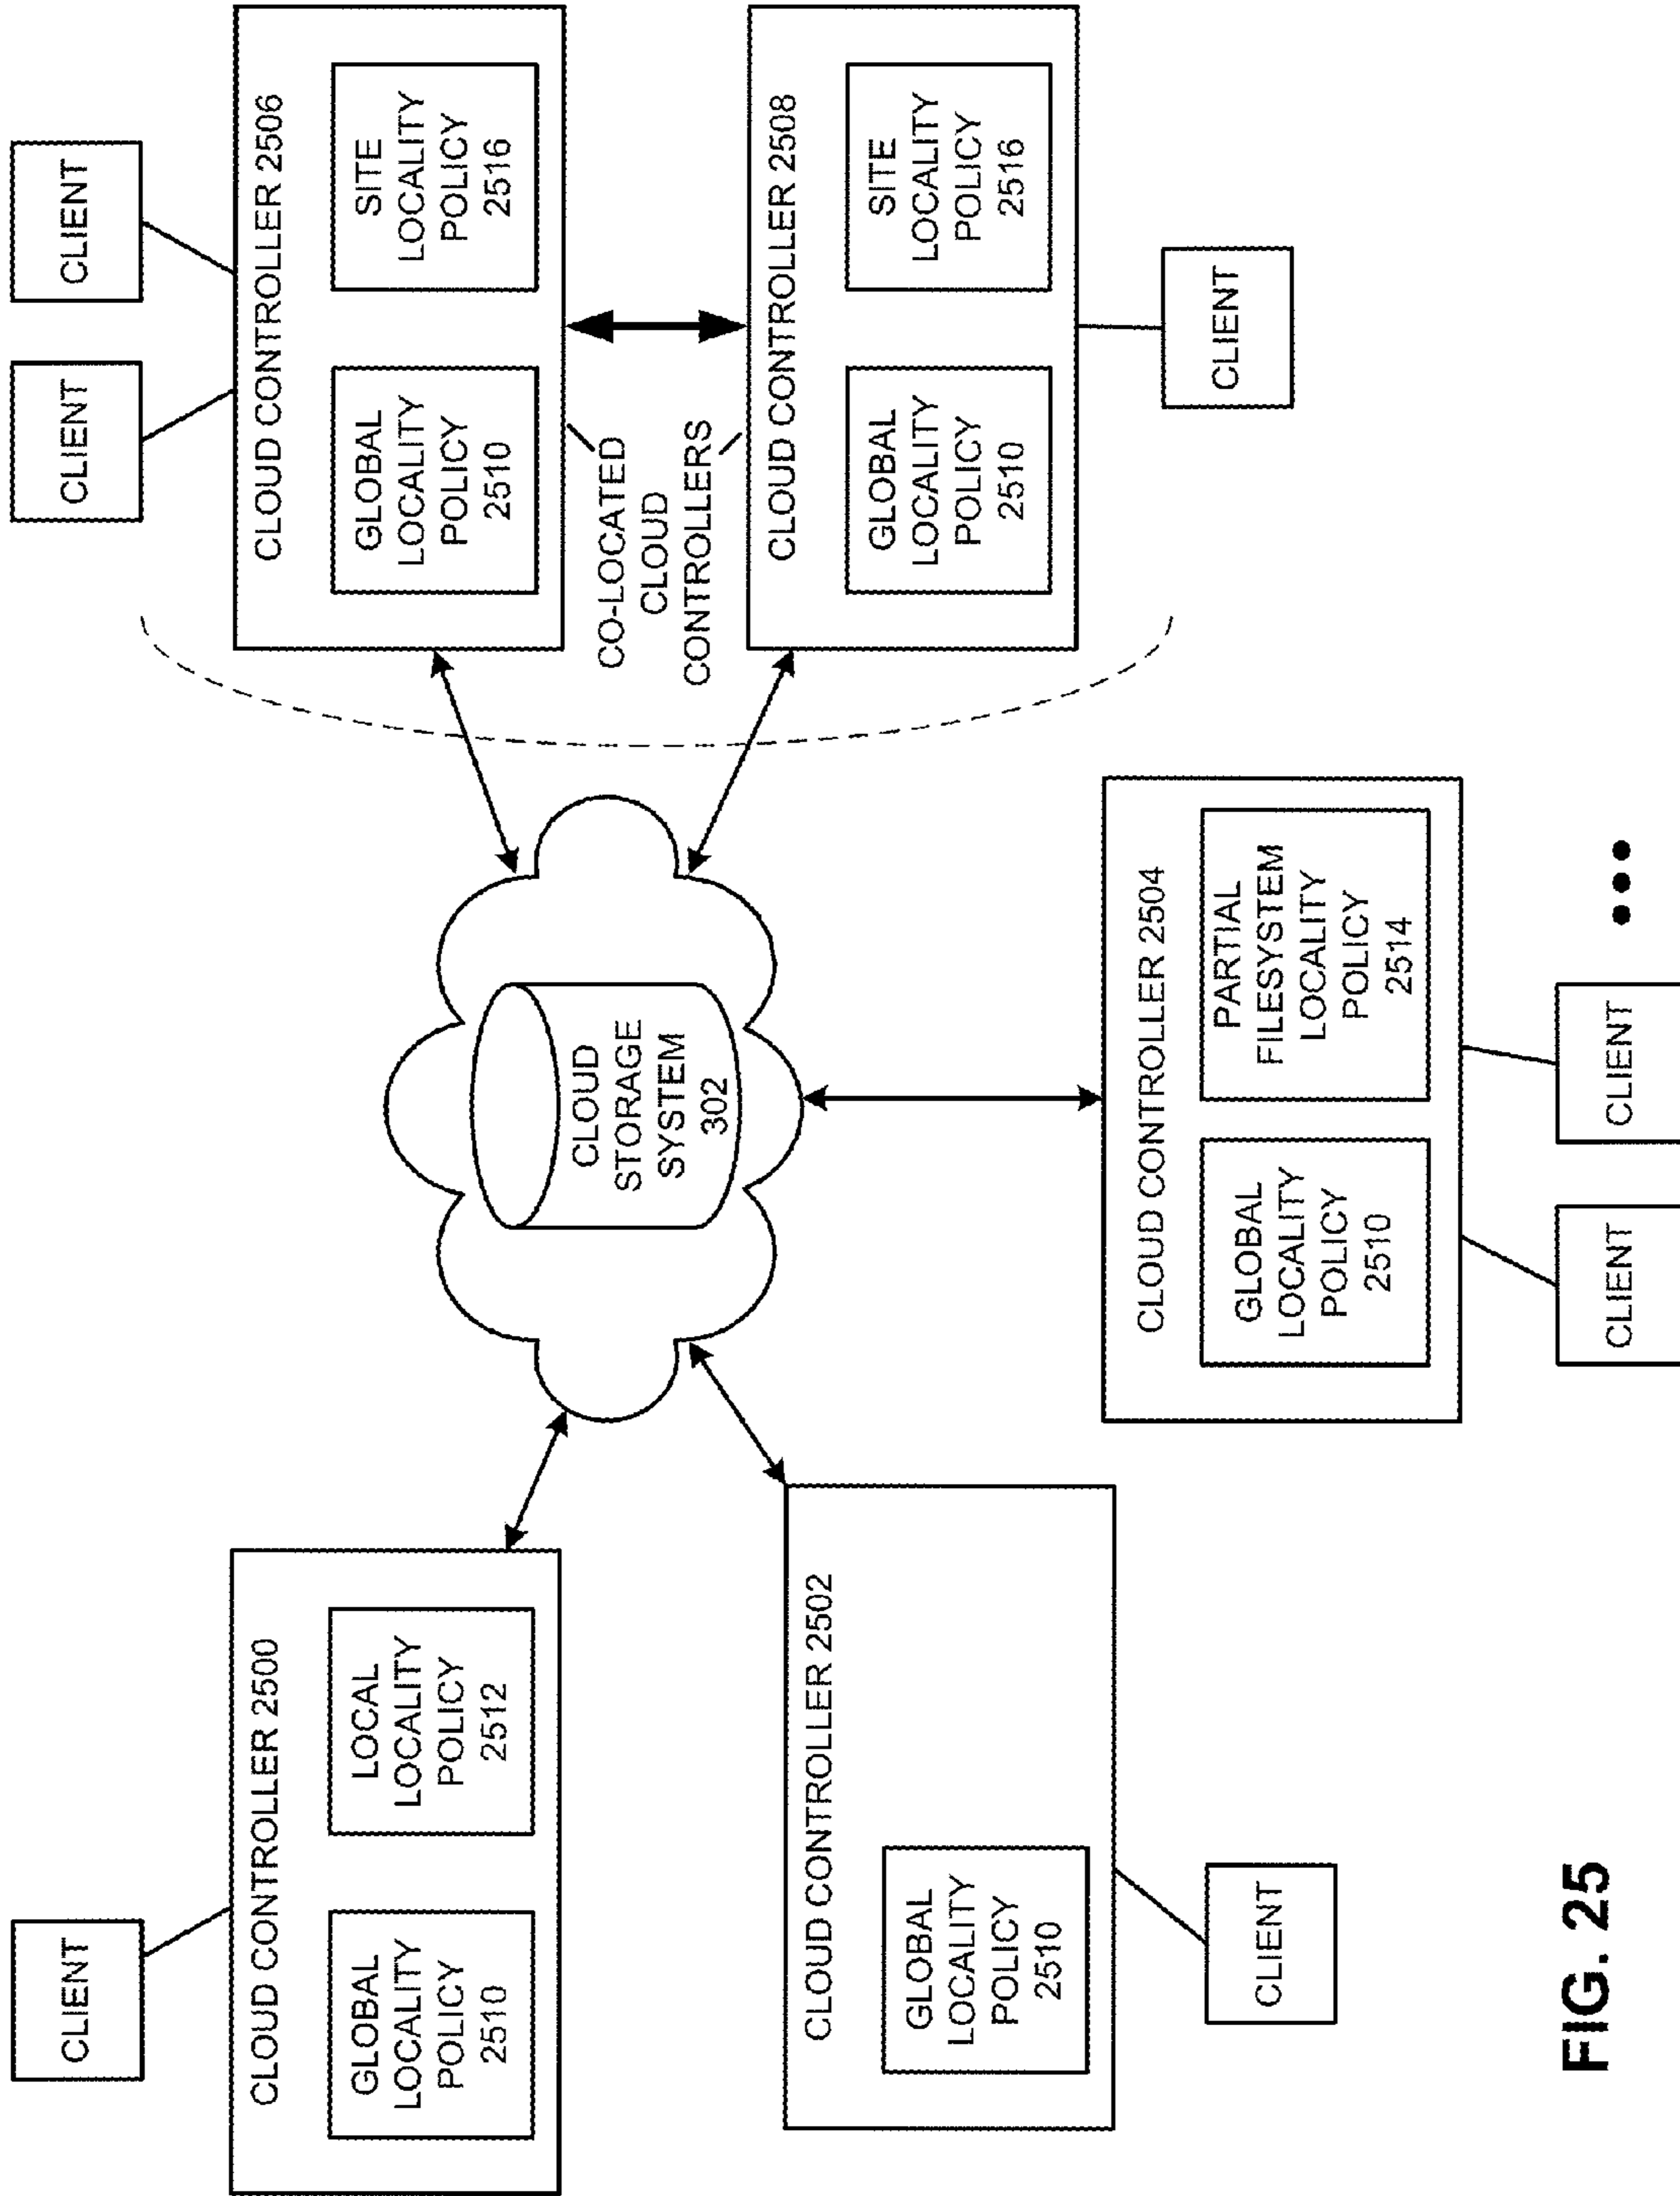 CLIENT
CLOUD CONTROLLER 2500
GLOBAL
LOCALITY
POLICY
2510
LOCAL
LOCALITY
POLICY
2512
CLOUD CONTROLLER 2502
GLOBAL
LOCALITY
POLICY
2510
CLIENT
CLOUD
STORAGE
SYSTEM
302
CLOUD CONTROLLER 2504
GLOBAL
LOCALITY
POLICY
2510
PARTIAL
FILESYSTEM
LOCALITY
POLICY
2514
CLIENT
CLIENT
CLIENT
CLIENT
CLOUD CONTROLLER 2506
GLOBAL
LOCALITY
POLICY
2510
SITE
LOCALITY
POLICY
2516
CO-LOCATED
CLOUD
CONTROLLERS
CLOUD CONTROLLER 2508
GLOBAL
LOCALITY
POLICY
2510
SITE
LOCALITY
POLICY
2516
CLIENT
FIG. 25